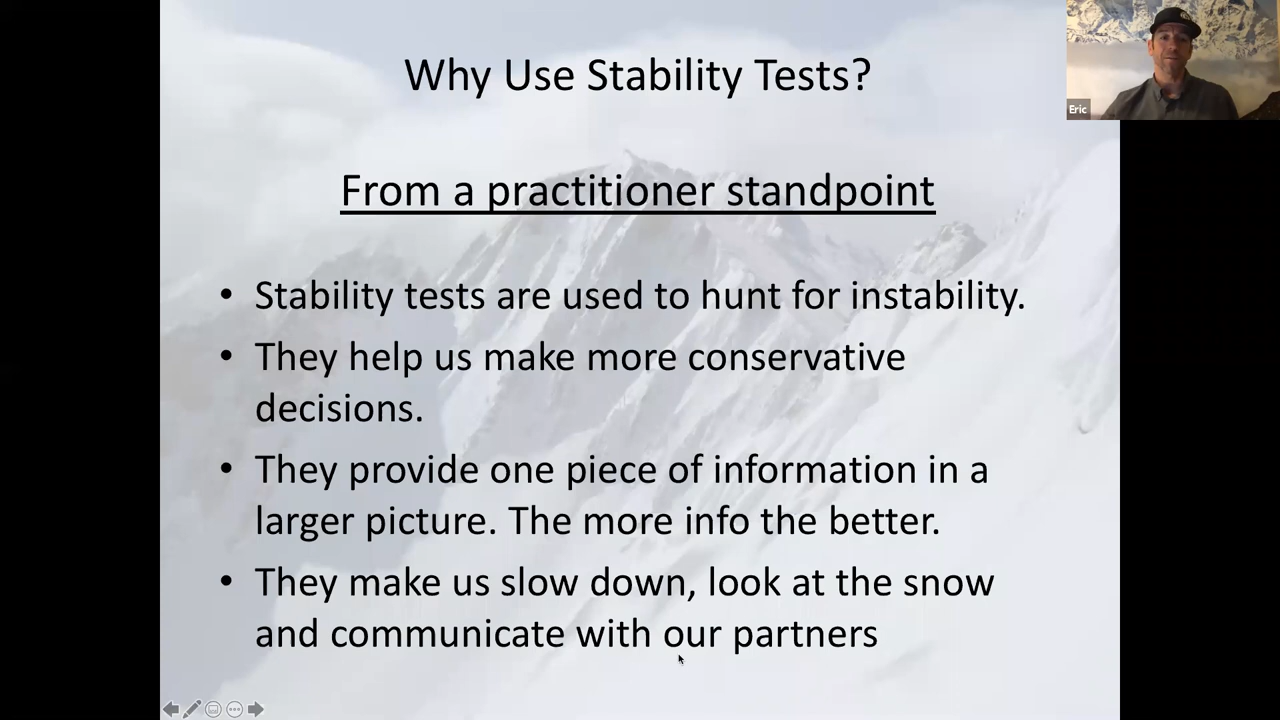 Why Use Stability Tests?
Eric
From a practitioner standpoint
• Stability tests are used to hunt for instability.
• They help us make more conservative
decisions.
• They provide one piece of information in a
larger picture. The more info the better.
• They make us slow down, look at the snow
and communicate with our partners